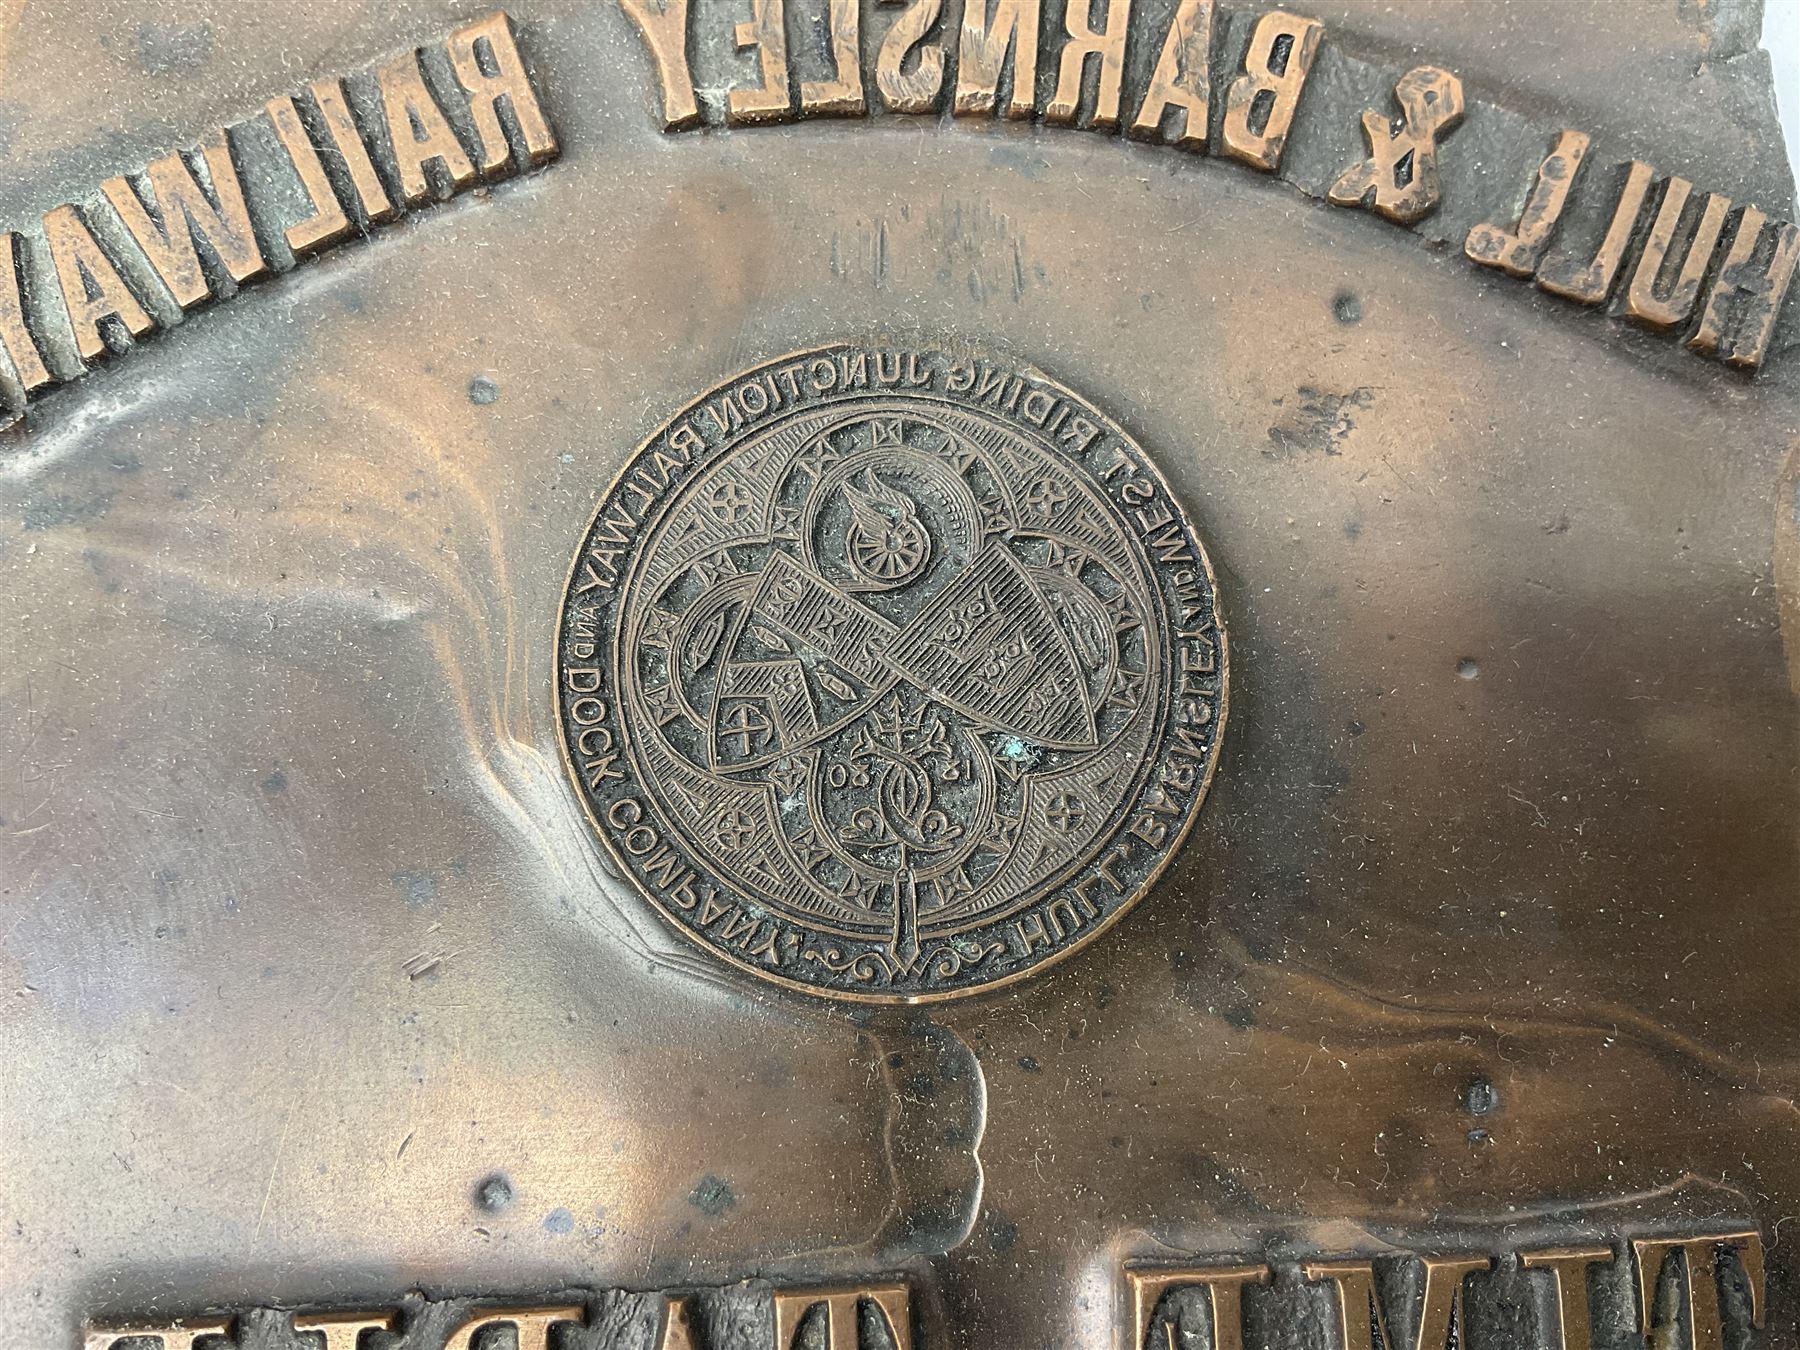 HULL & BARNSLEY RAILWAY
HULL, BARNSLEY AND WEST RIDING JUNCTION RAILWAY AND DOCK COMPANY.
1880
TIME TABLE